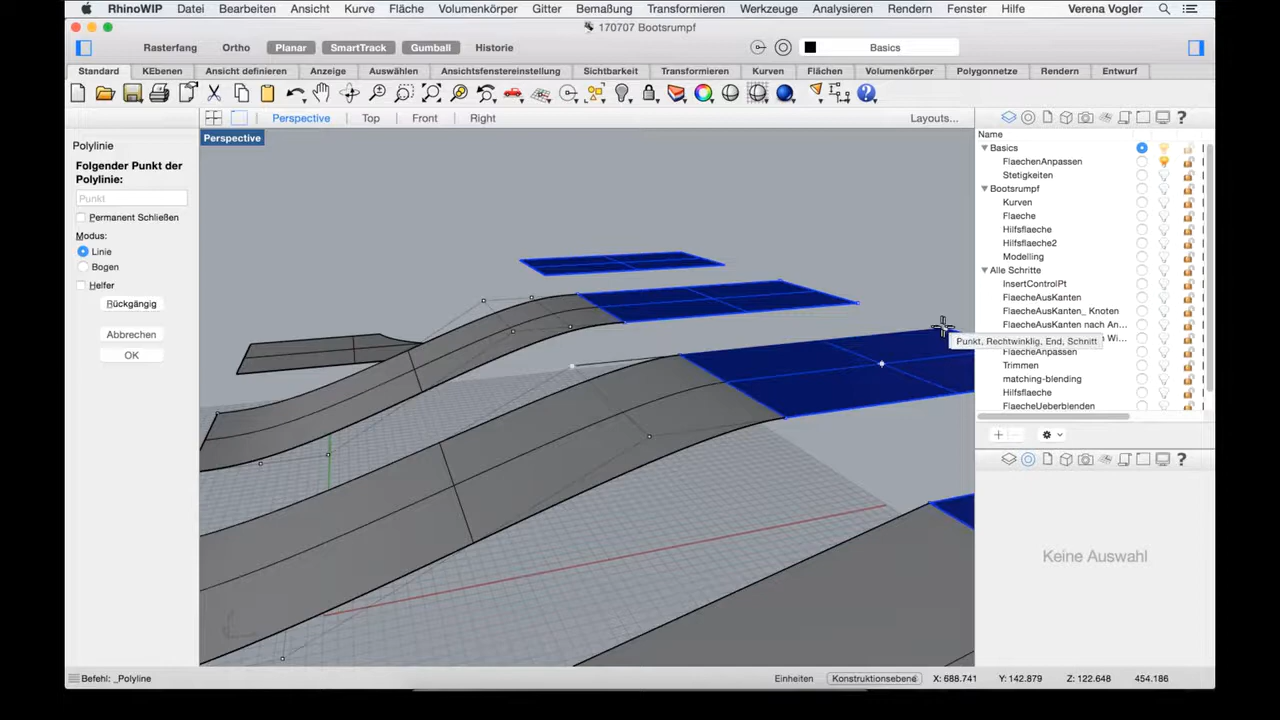 RhinoWIP Datei Bearbeiten Ansicht Kurve Fläche Volumenkörper Gitter Bemaßung Transformieren Werkzeuge Analysieren Rendern Fenster Hilfe Verena Vogler
170707 Bootsrumpf
Rasterfang Ortho Planar SmartTrack Gumball Historie Basics
Standard KEbenen Ansicht definieren Anzeige Auswählen Ansichtsfenstereinstellung Sichtbarkeit Transformieren Kurven Flächen Volumenkörper Polygonnetze Rendern Entwurf
Perspective Top Front Right Layouts...
Perspective
Polylinie
Folgender Punkt der
Polylinie:
Punkt
Permanent Schließen
Modus:
Linie
Bogen
Helfer
Rückgängig
Abbrechen
OK
Punkt, Rechtwinklig, End, Schnitt
Name
Basics
FlaechenAnpassen
Stetigkeiten
Bootsrumpf
Kurven
Flaeche
Hilfsflaeche
Hilfsflaeche2
Modelling
Alle Schritte
InsertControlPt
FlaecheAusKanten
FlaecheAusKanten_ Knoten
FlaecheAusKanten nach An...
Wi...
FlaecheAnpassen
Trimmen
matching-blending
Hilfsflaeche
FlaecheUeberblenden
Keine Auswahl
Befehl: _Polyline Einheiten Konstruktionsebene X: 688.741 Y: 142.879 Z: 122.648 454.186